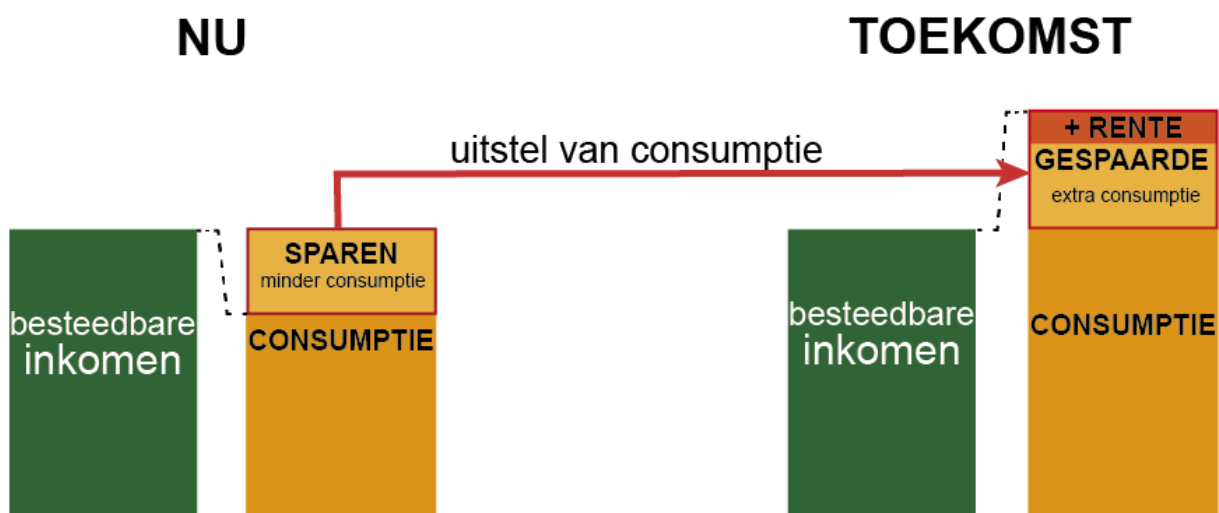 NU
TOEKOMST
uitstel van consumptie
besteedbare
inkomen
SPAREN
minder consumptie
CONSUMPTIE
besteedbare
inkomen
+ RENTE
GESPAARDE
extra consumptie
CONSUMPTIE